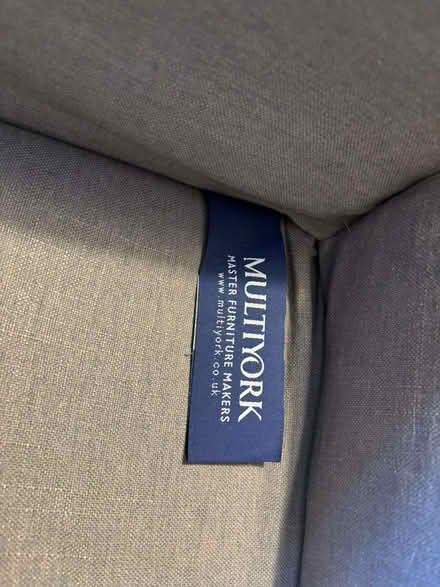 MULTIYORK
MASTER FURNITURE MAKERS
www.multiyork.co.uk